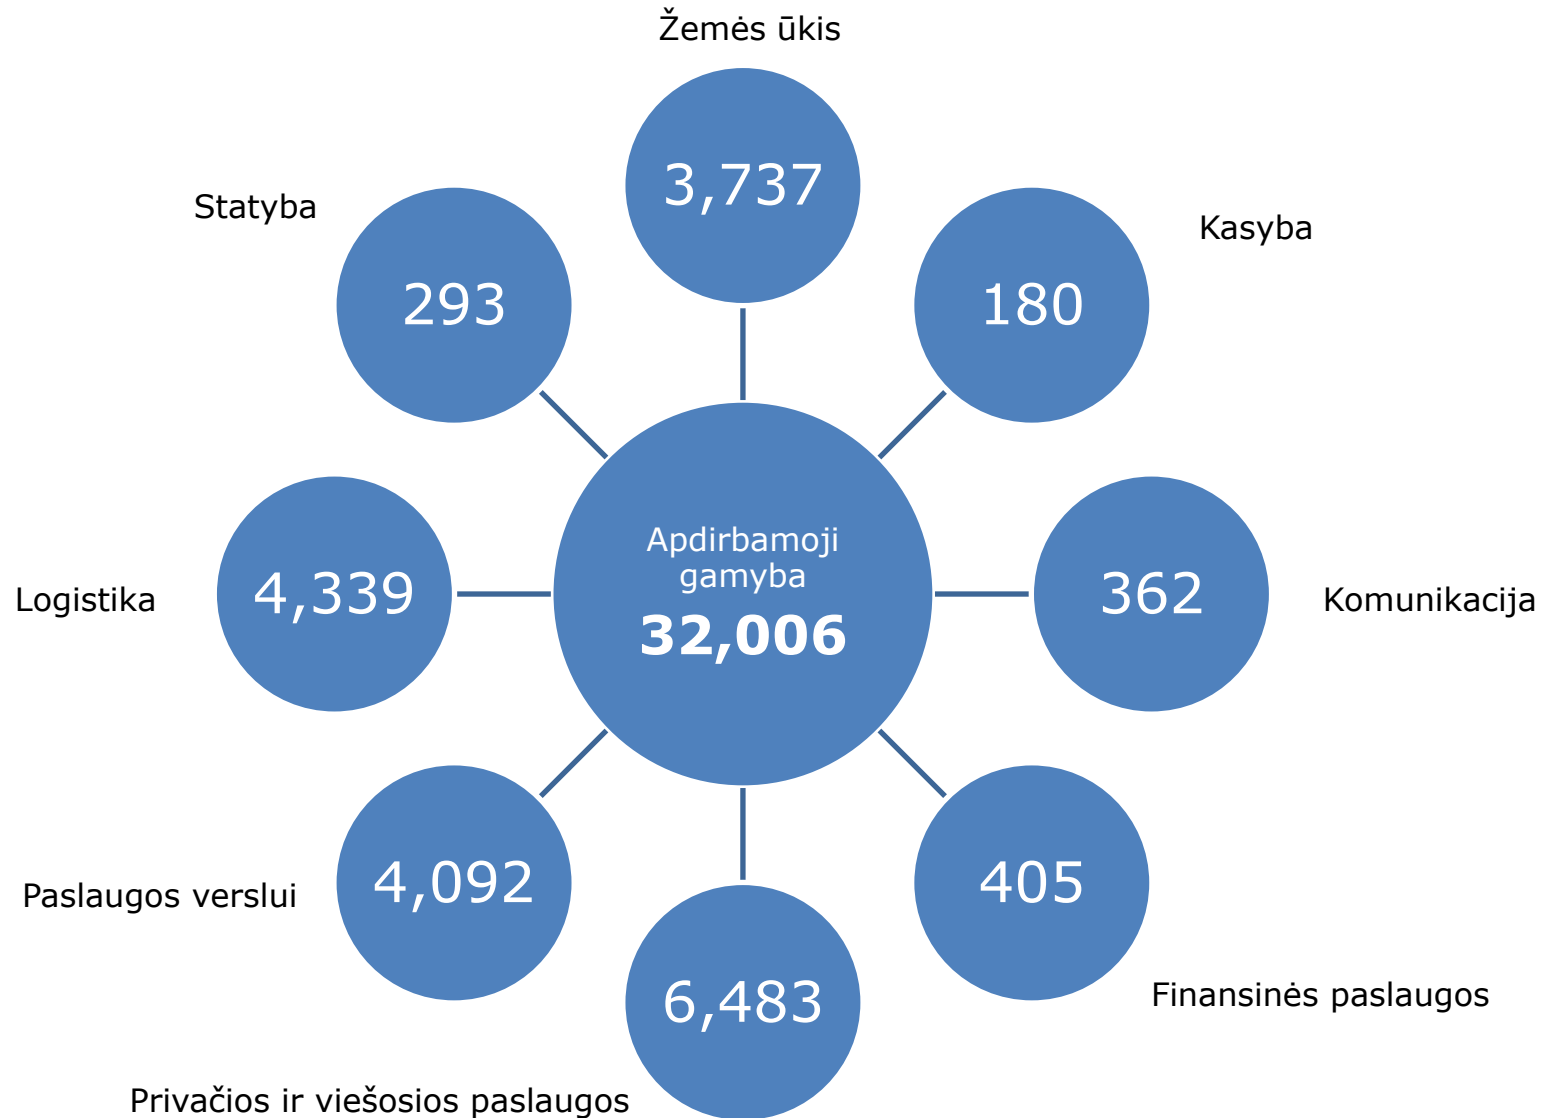 Žemės ūkis
3,737
Statyba
293
Kasyba
180
Logistika
4,339
Apdirbamoji
gamyba
32,006
362
Komunikacija
Paslaugos verslui
4,092
405
Finansinės paslaugos
6,483
Privačios ir viešosios paslaugos